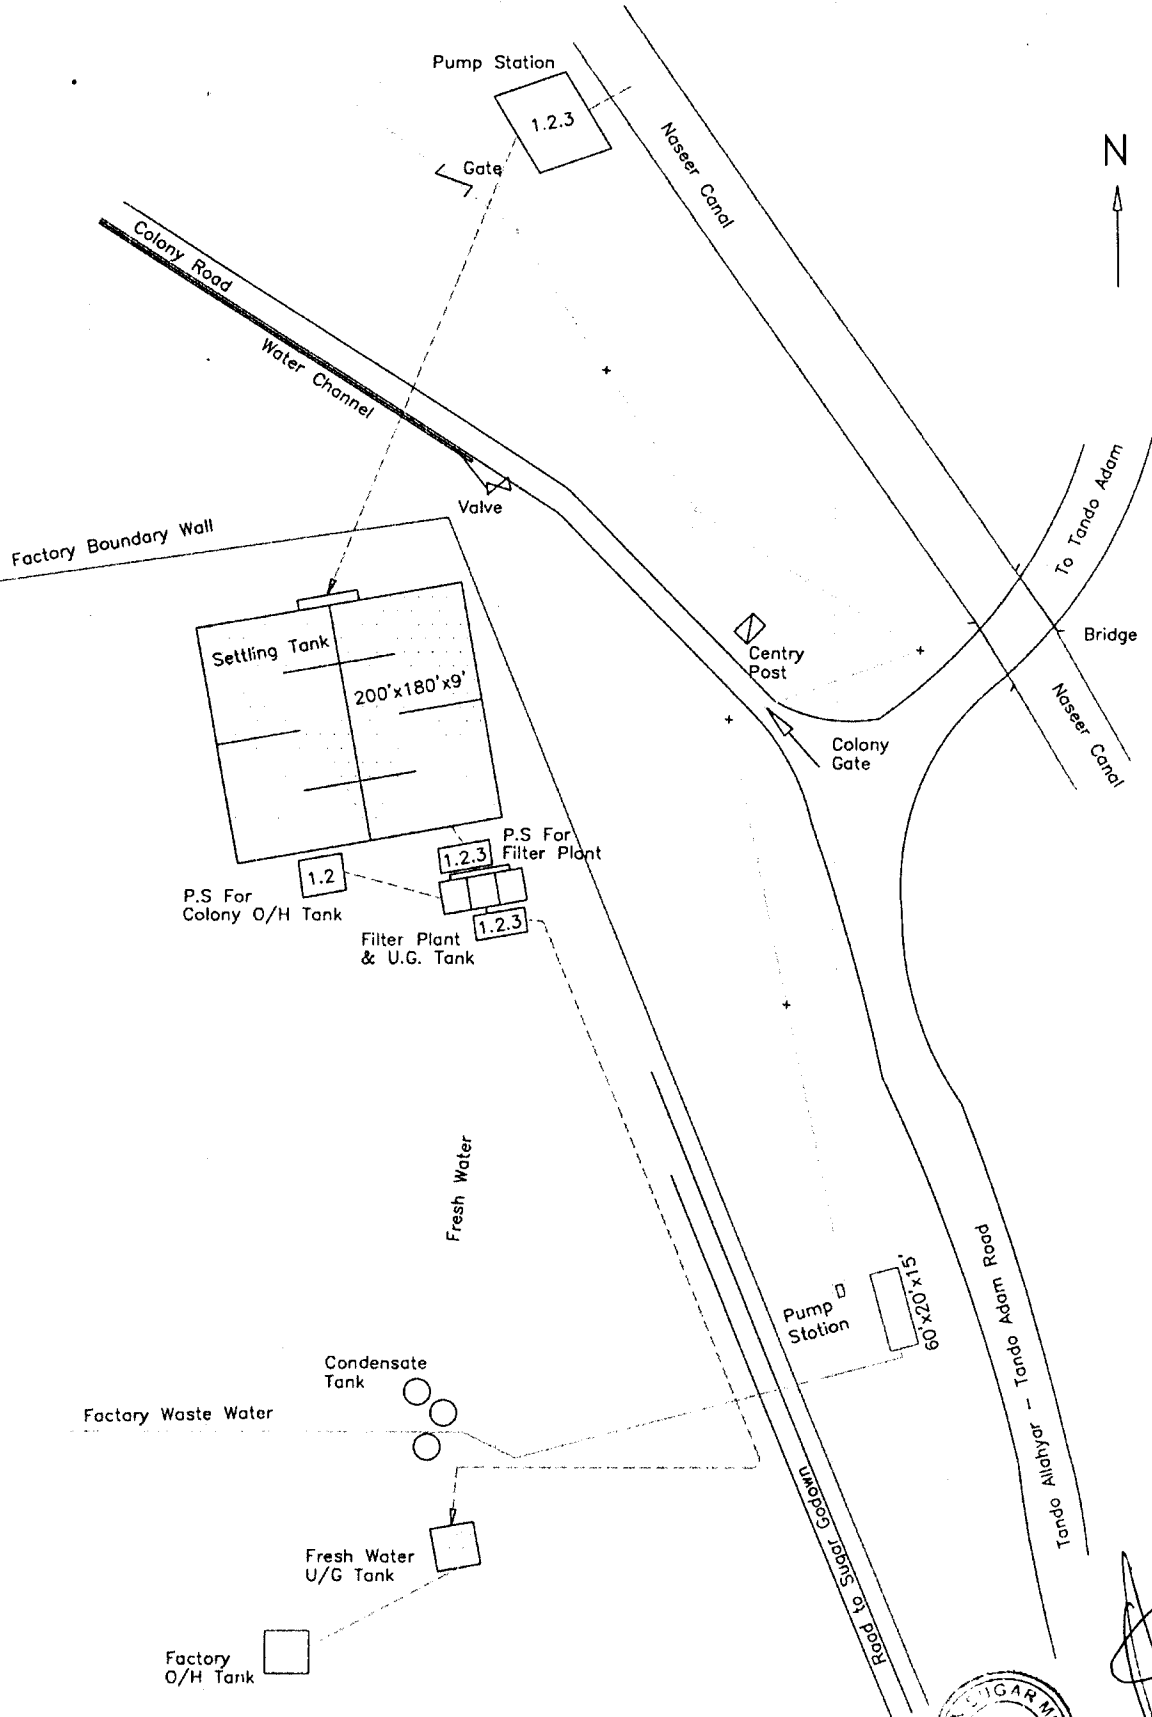 Pump Station
1.2.3
Naseer Canal
N
Gate
Colony Road
Water Channel
Valve
Factory Boundary Wall
To Tando Adam
Bridge
Centry
Post
Settling Tank
200'x180'x9'
Naseer Canal
Colony
Gate
P.S For
Filter Plant
1.2.3
1.2
P.S For
Colony O/H Tank
1.2.3
Filter Plant
& U.G. Tank
Fresh Water
Tando Allahyar – Tando Adam Road
60'x20'x15'
Pump
Station
Condensate
Tank
Factory Waste Water
Road to Sugar Godown
Fresh Water
U/G Tank
Factory
O/H Tank
SUGAR